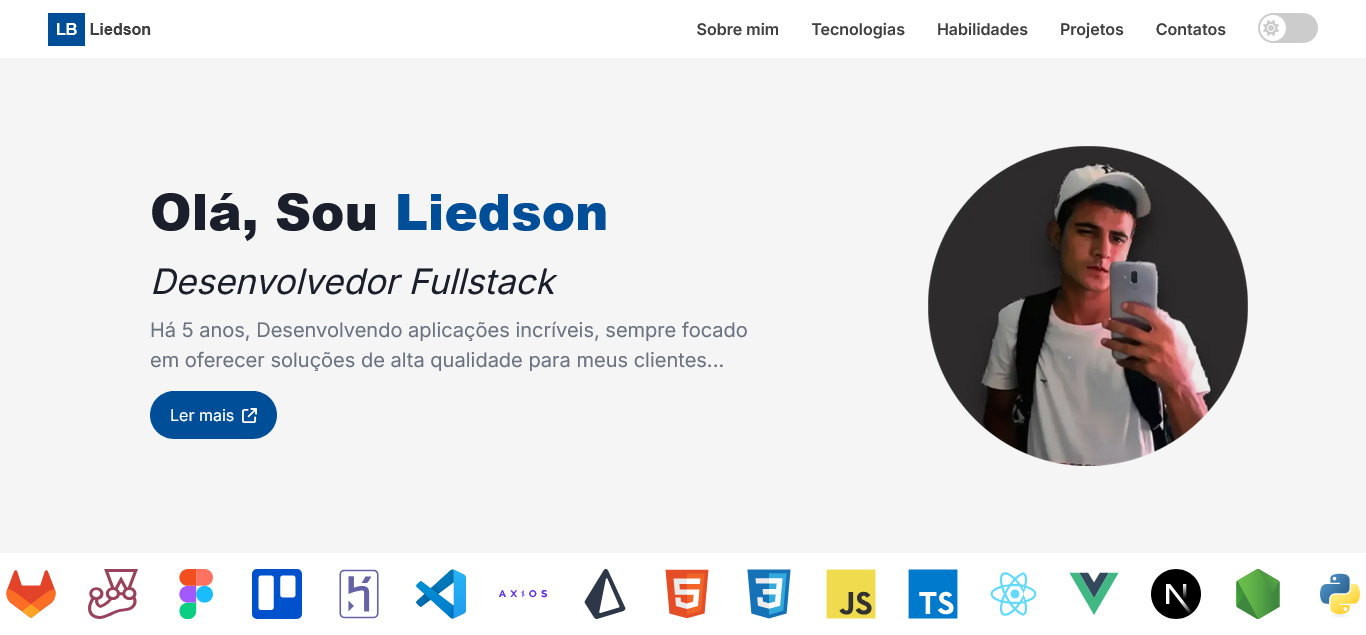 LB Liedson
Sobre mim Tecnologias Habilidades Projetos Contatos
Olá, Sou Liedson
Desenvolvedor Fullstack
Há 5 anos, Desenvolvendo aplicações incríveis, sempre focado
em oferecer soluções de alta qualidade para meus clientes...
Ler mais
AXIOS
5
3
JS
TS
N